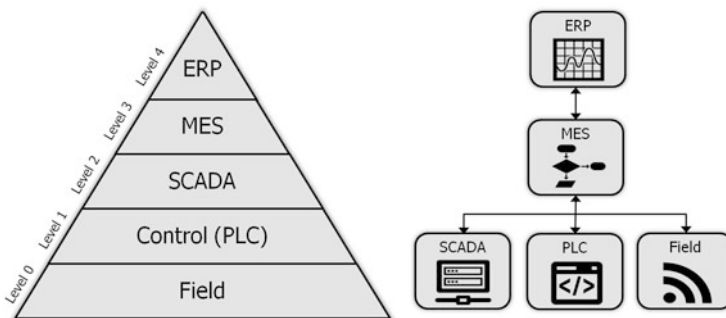 Level 4
ERP
Level 3
MES
Level 2
SCADA
Level 1
Control (PLC)
Level 0
Field
ERP
MES
SCADA
PLC
</>
Field